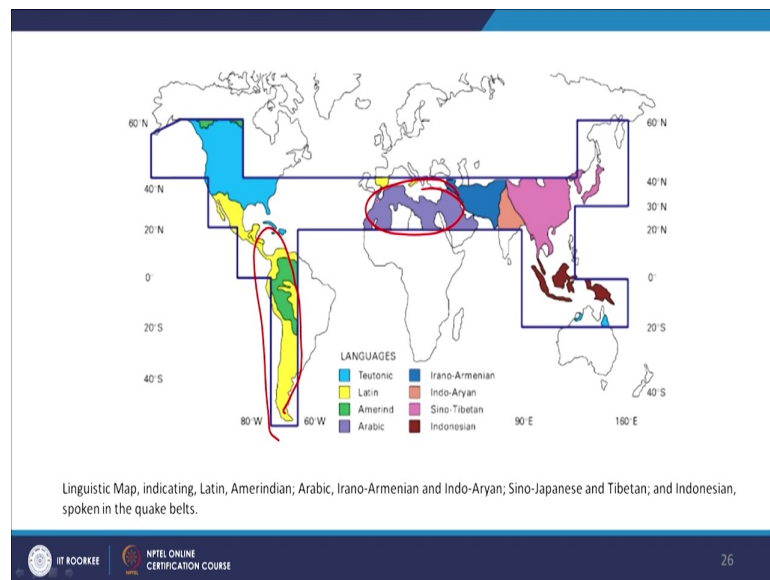 60°N
60°N
40°N
40°N
30°N
20°N
20°N
0°
0°
20°S
20°S
40°S
40°S
LANGUAGES
Teutonic
Irano-Armenian
Latin
Indo-Aryan
Amerind
Sino-Tibetan
Arabic
Indonesian
80°W
60°W
90°E
160°E
Linguistic Map, indicating, Latin, Amerindian; Arabic, Irano-Armenian and Indo-Aryan; Sino-Japanese and Tibetan; and Indonesian,
spoken in the quake belts.
IIT ROORKEE
NPTEL ONLINE
CERTIFICATION COURSE
26